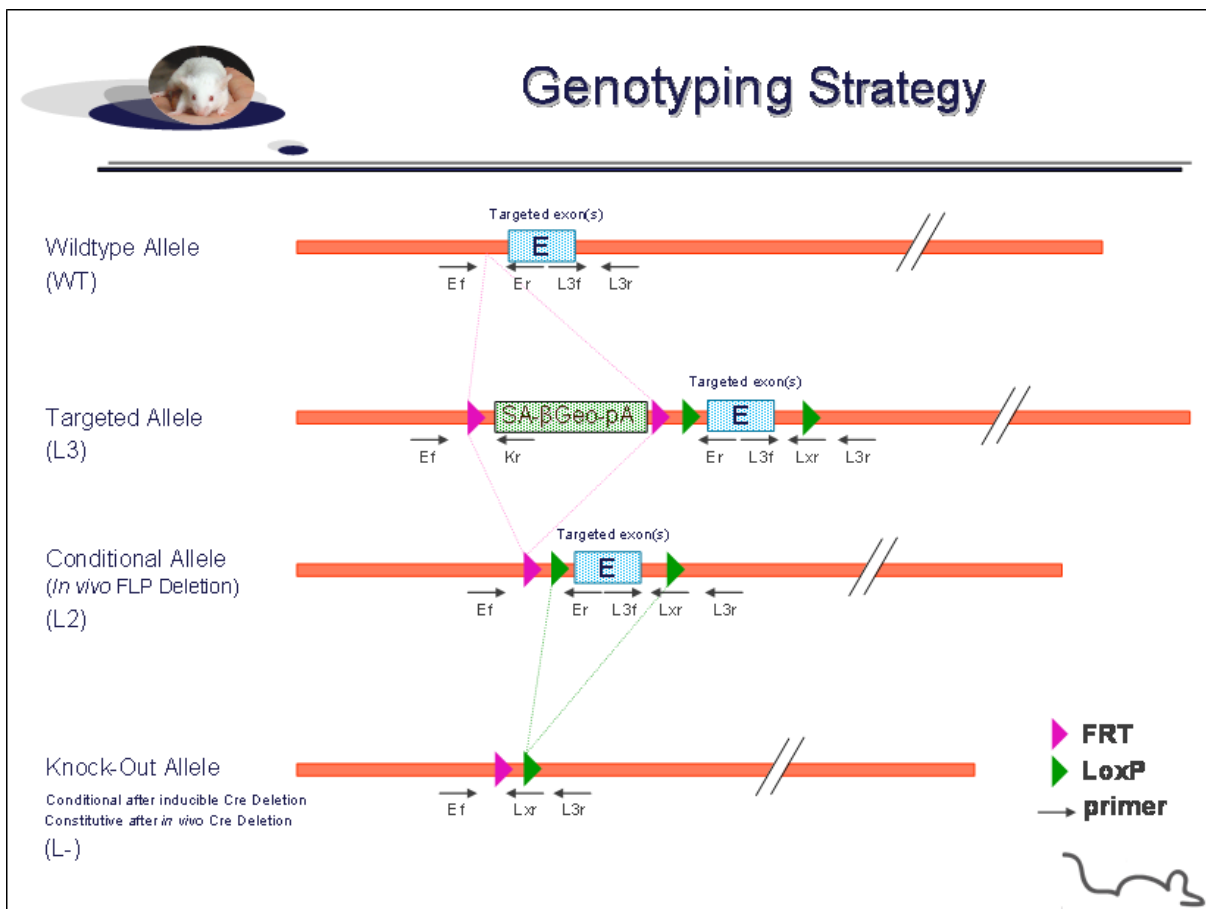 Genotyping Strategy
Targeted exon(s)
Wildtype Allele
(WT)
E
Ef
Er
L3f
L3r
Targeted exon(s)
Targeted Allele
(L3)
SA-βGeo-pA
E
Ef
Kr
Er
L3f
Lxr
L3r
Targeted exon(s)
Conditional Allele
(In vivo FLP Deletion)
(L2)
E
Ef
Er
L3f
Lxr
L3r
Knock-Out Allele
Conditional after inducible Cre Deletion
Constitutive after in vivo Cre Deletion
(L-)
Ef
Lxr
L3r
FRT
LoxP
primer